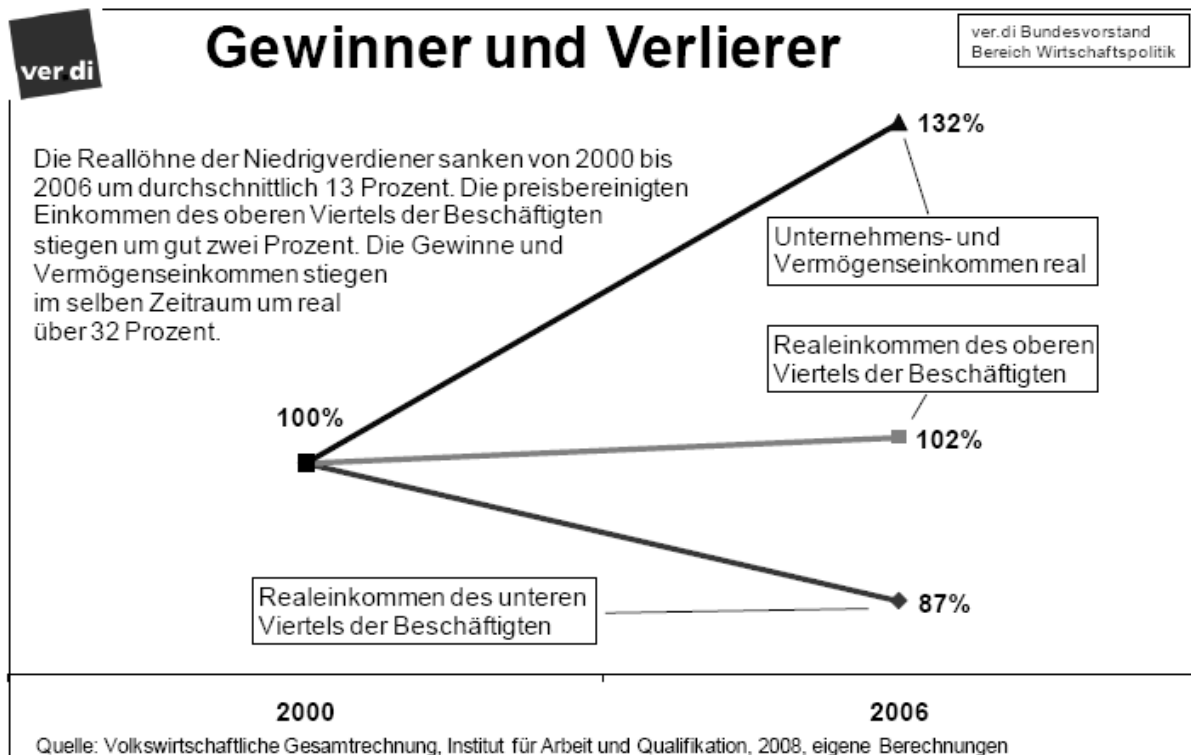 ver.di
Gewinner und Verlierer
ver.di Bundesvorstand
Bereich Wirtschaftspolitik
Die Reallöhne der Niedrigverdiener sanken von 2000 bis
2006 um durchschnittlich 13 Prozent. Die preisbereinigten
Einkommen des oberen Viertels der Beschäftigten
stiegen um gut zwei Prozent. Die Gewinne und
Vermögenseinkommen stiegen
im selben Zeitraum um real
über 32 Prozent.
132%
Unternehmens- und
Vermögenseinkommen real
Realeinkommen des oberen
Viertels der Beschäftigten
100%
102%
Realeinkommen des unteren
Viertels der Beschäftigten
87%
2000
2006
Quelle: Volkswirtschaftliche Gesamtrechnung, Institut für Arbeit und Qualifikation, 2008, eigene Berechnungen